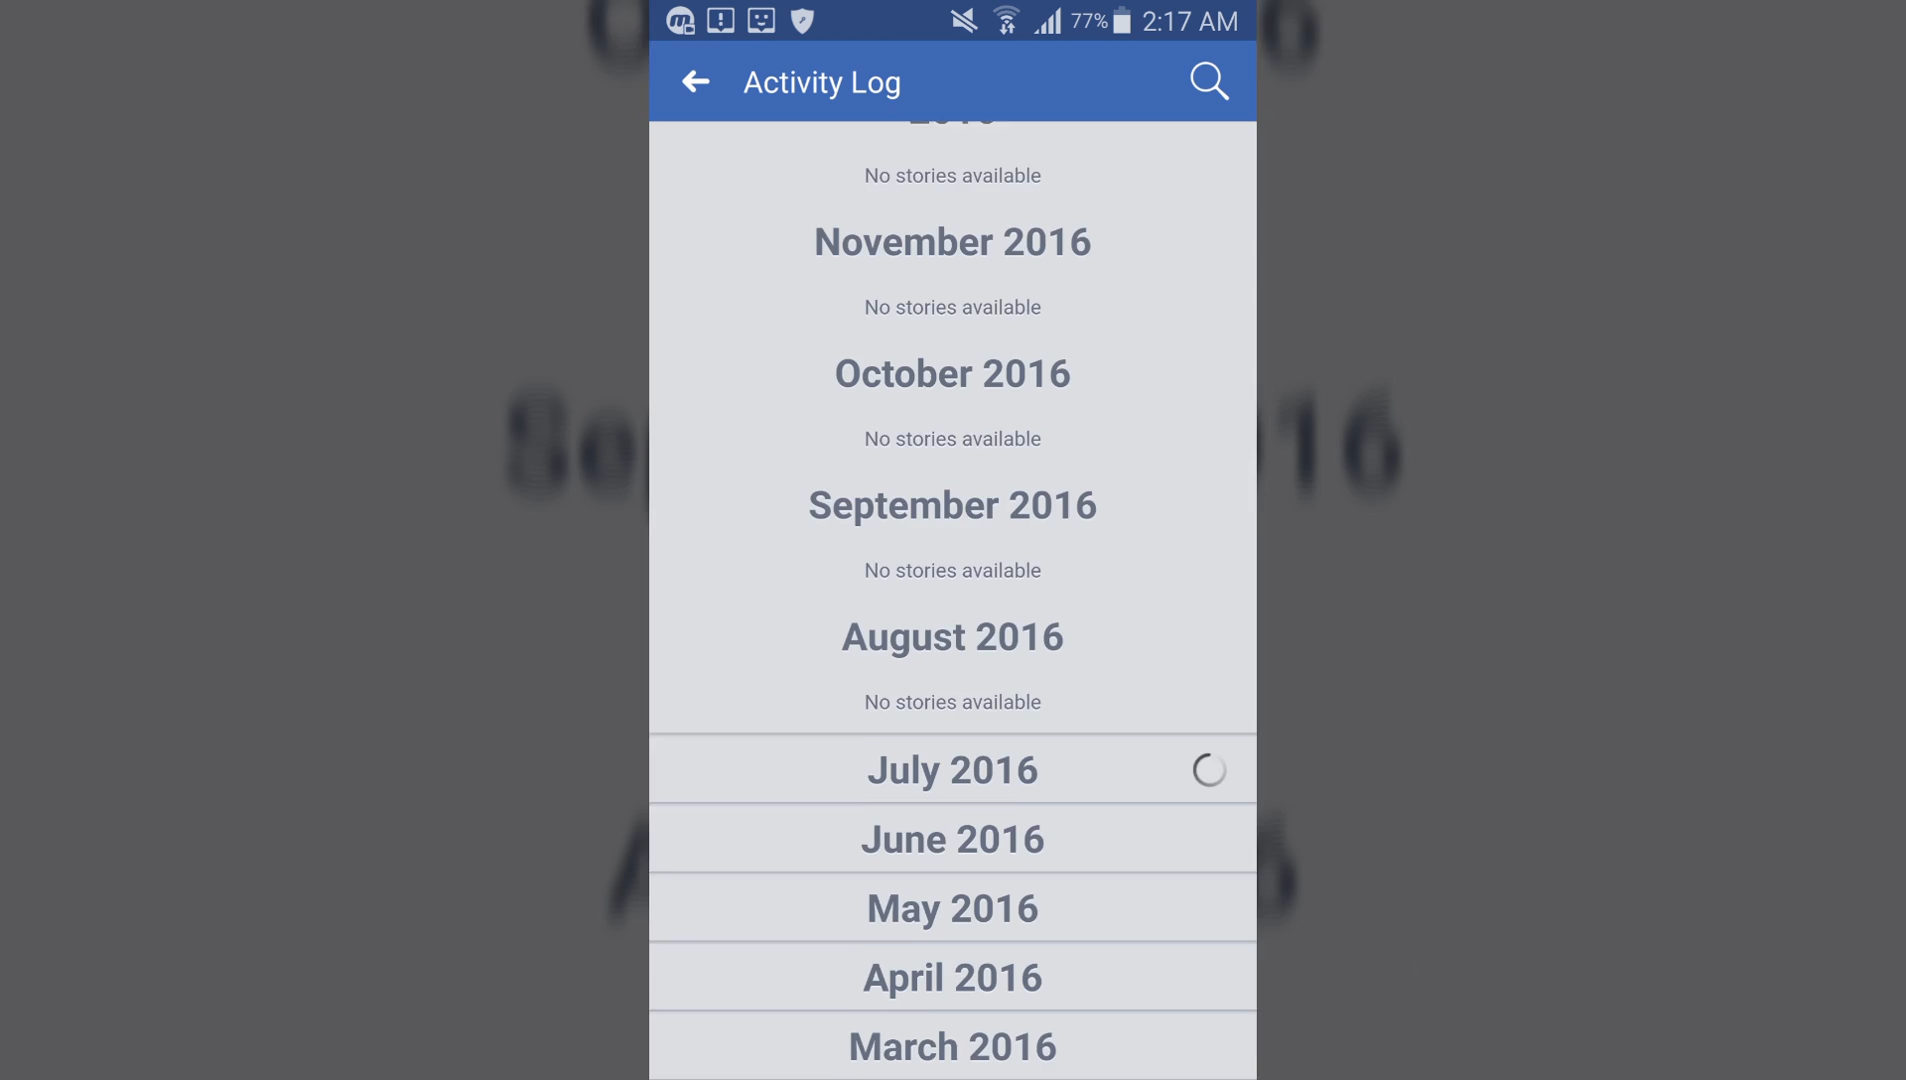 77% 2:17 AM
Activity Log
2016
No stories available
November 2016
No stories available
October 2016
No stories available
September 2016
No stories available
August 2016
No stories available
July 2016
June 2016
May 2016
April 2016
March 2016